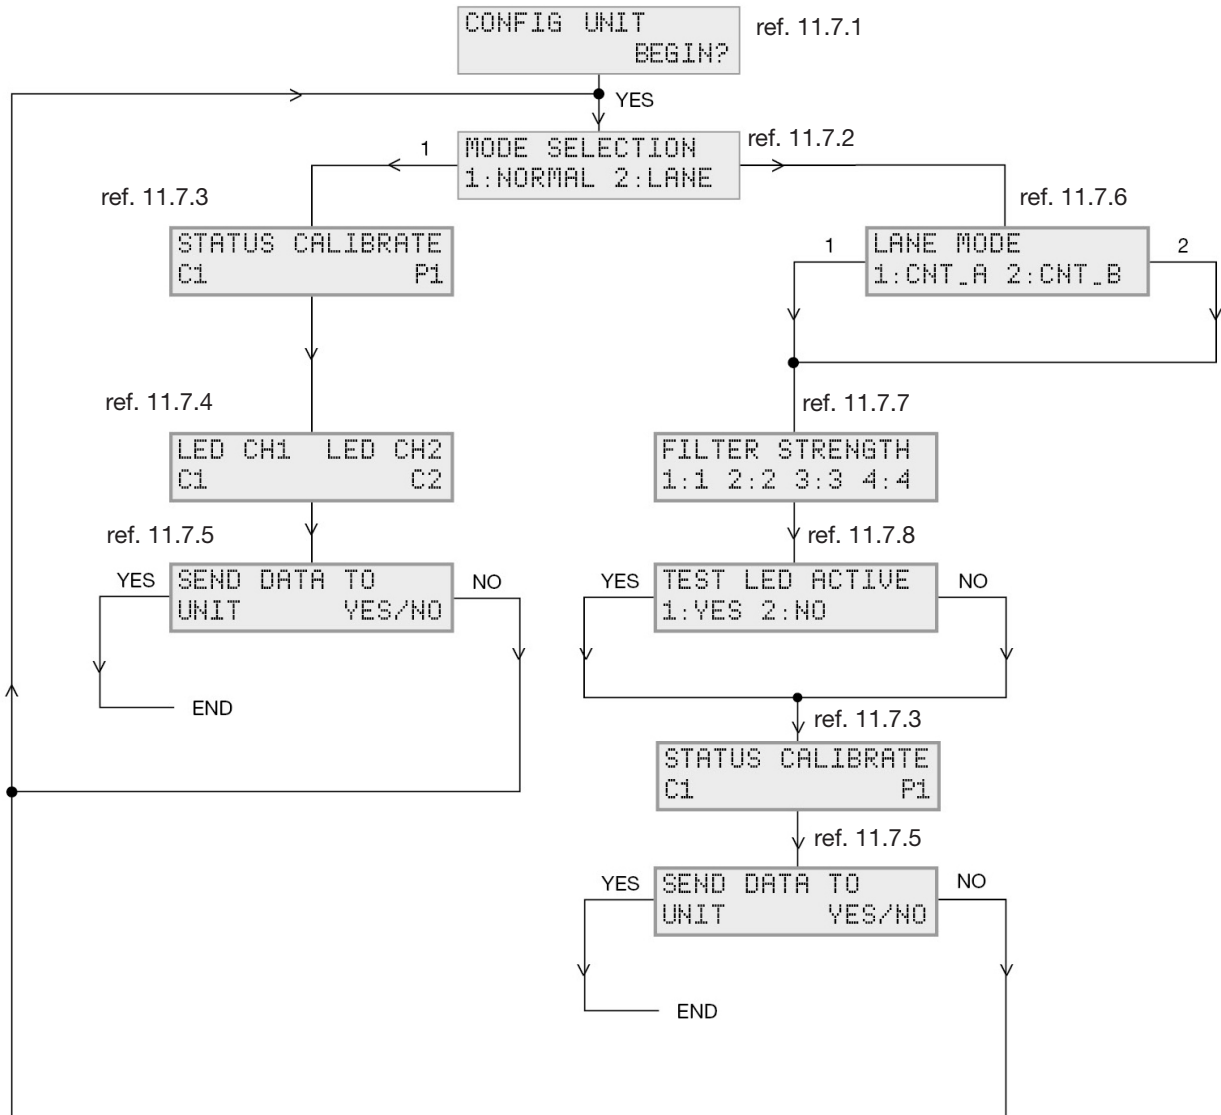 CONFIG UNIT
BEGIN?
ref. 11.7.1
YES
1
MODE SELECTION
1:NORMAL 2:LANE
ref. 11.7.2
ref. 11.7.3
STATUS CALIBRATE
C1 P1
ref. 11.7.6
1
LANE MODE
1:CNT_A 2:CNT_B
2
ref. 11.7.4
LED CH1 LED CH2
C1 C2
ref. 11.7.7
FILTER STRENGTH
1:1 2:2 3:3 4:4
ref. 11.7.5
YES
SEND DATA TO
UNIT YES/NO
NO
END
ref. 11.7.8
YES
TEST LED ACTIVE
1:YES 2:NO
NO
ref. 11.7.3
STATUS CALIBRATE
C1 P1
ref. 11.7.5
YES
SEND DATA TO
UNIT YES/NO
NO
END